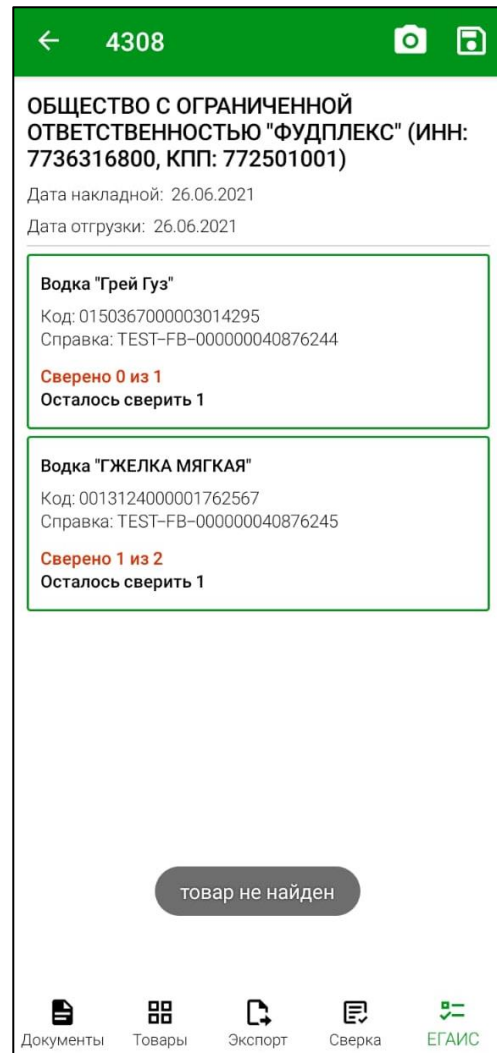 4308
ОБЩЕСТВО С ОГРАНИЧЕННОЙ
ОТВЕТСТВЕННОСТЬЮ "ФУДПЛЕКС" (ИНН:
7736316800, КПП: 772501001)
Дата накладной: 26.06.2021
Дата отгрузки: 26.06.2021
Водка "Грей Гуз"
Код: 0150367000003014295
Справка: TEST-FB-000000040876244
Сверено 0 из 1
Осталось сверить 1
Водка "ГЖЕЛКА МЯГКАЯ"
Код: 0013124000001762567
Справка: TEST-FB-000000040876245
Сверено 1 из 2
Осталось сверить 1
товар не найден
Документы Товары Экспорт Сверка ЕГАИС